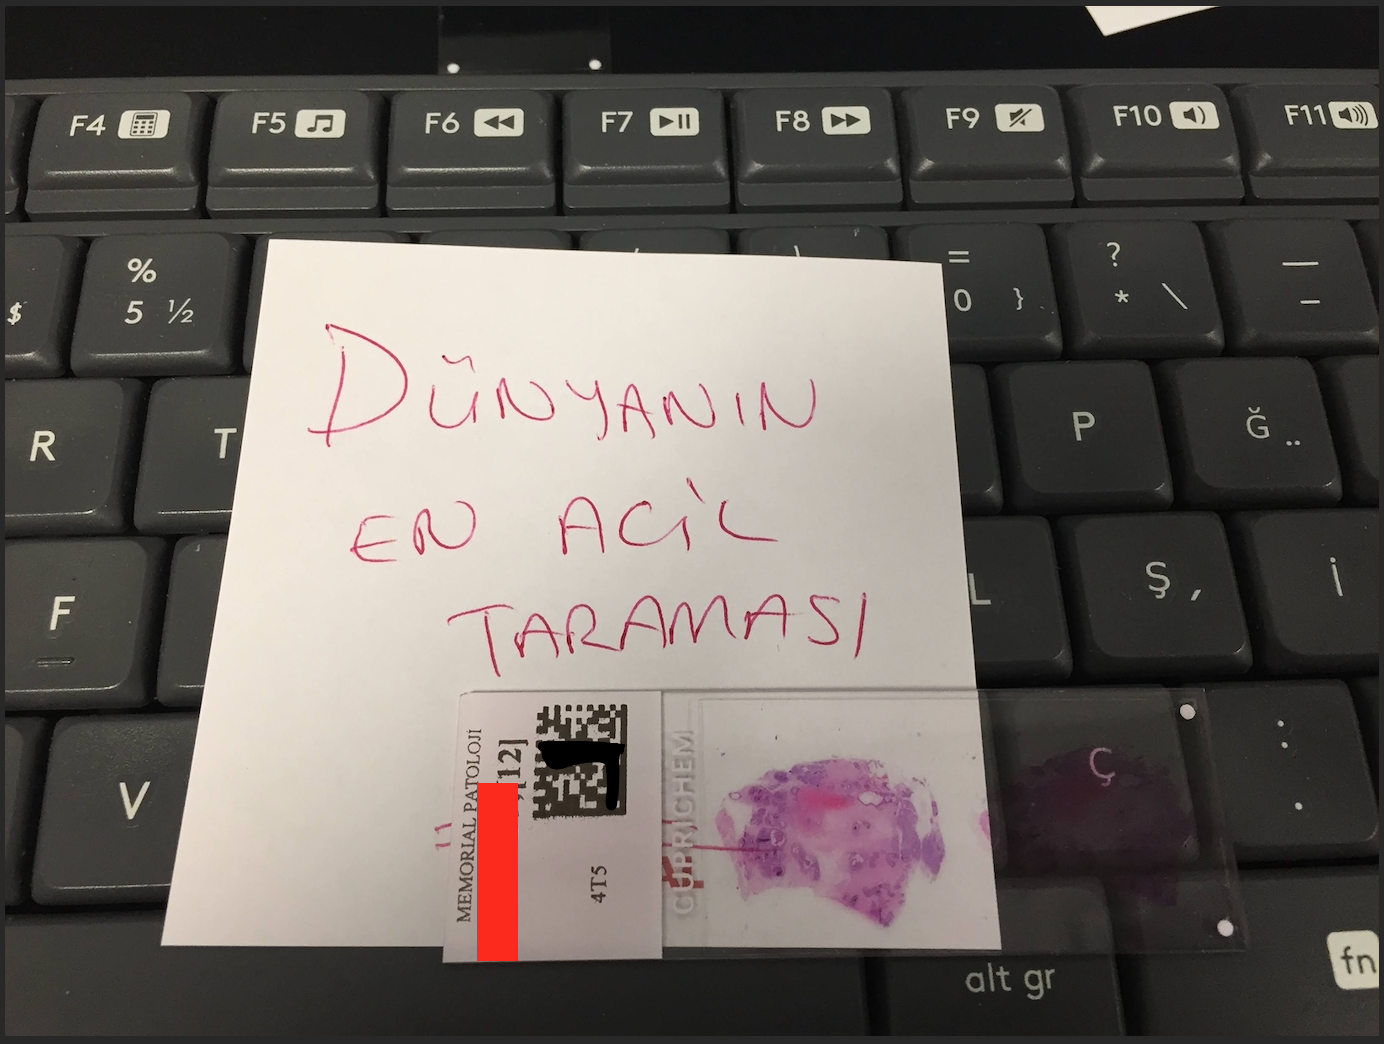 F4 F5 F6 F7 F8 F9 F10 F11
$ % 5 ½ = 0 } ? * \ _ -
R T P Ğ ¨
F L Ş , İ
V Ç : .
alt gr fn
DÜNYANIN
EN ACİL
TARAMASI
MEMORIAL PATOLOJİ
[12]
4T5
CUPRICHEM
11